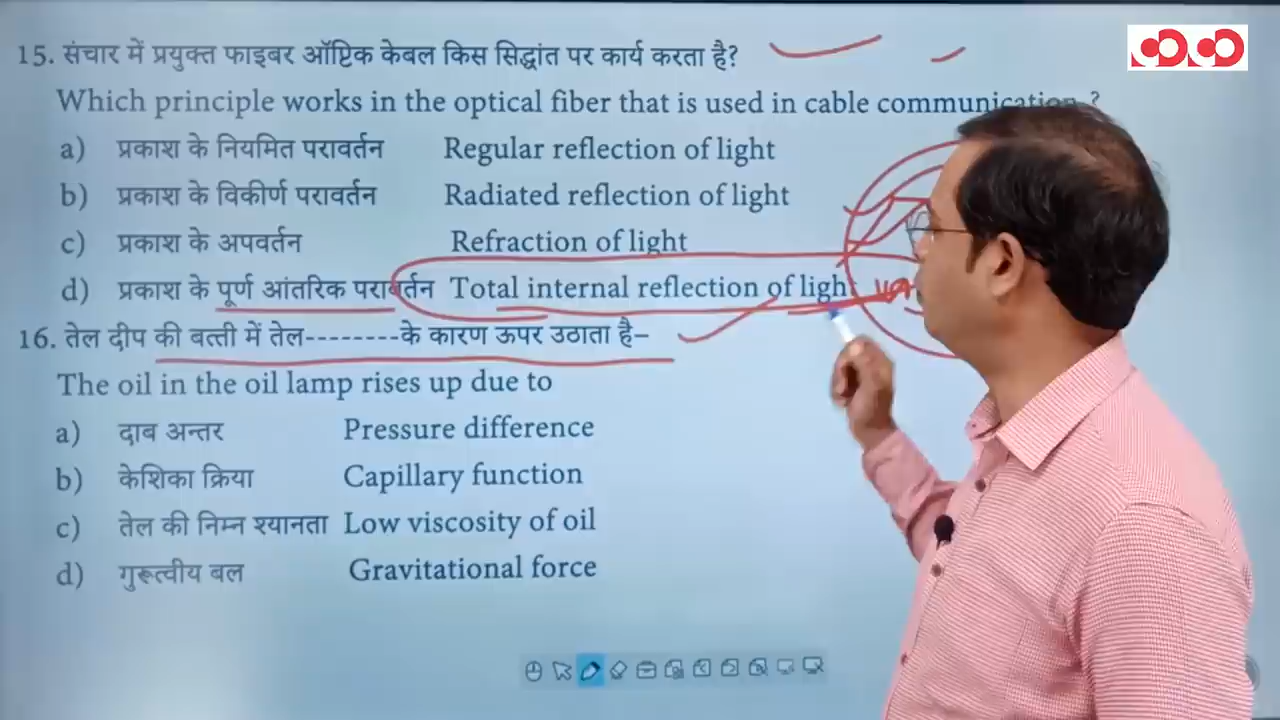 15. संचार में प्रयुक्त फाइबर ऑप्टिक केबल किस सिद्धांत पर कार्य करता है?
Which principle works in the optical fiber that is used in cable communication ?
a) प्रकाश के नियमित परावर्तन Regular reflection of light
b) प्रकाश के विकीर्ण परावर्तन Radiated reflection of light
c) प्रकाश के अपवर्तन Refraction of light
d) प्रकाश के पूर्ण आंतरिक परावर्तन Total internal reflection of light
16. तेल दीप की बत्ती में तेल--------के कारण ऊपर उठाता है–
The oil in the oil lamp rises up due to
a) दाब अन्तर Pressure difference
b) केशिका क्रिया Capillary function
c) तेल की निम्न श्यानता Low viscosity of oil
d) गुरूत्वीय बल Gravitational force